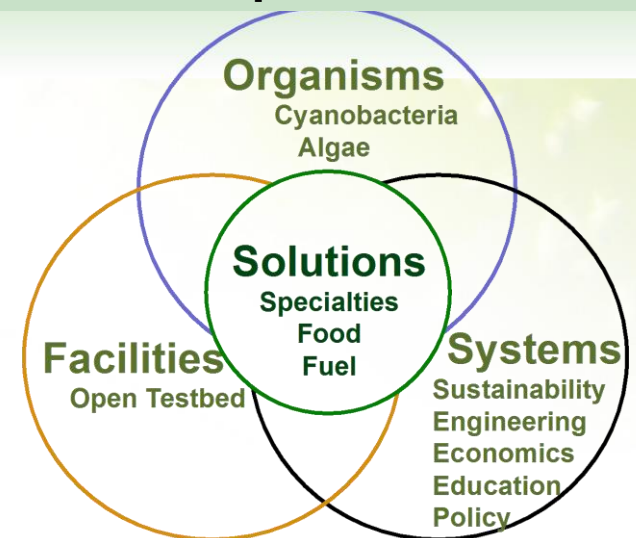 Organisms
Cyanobacteria
Algae
Solutions
Specialties
Food
Fuel
Facilities
Open Testbed
Systems
Sustainability
Engineering
Economics
Education
Policy